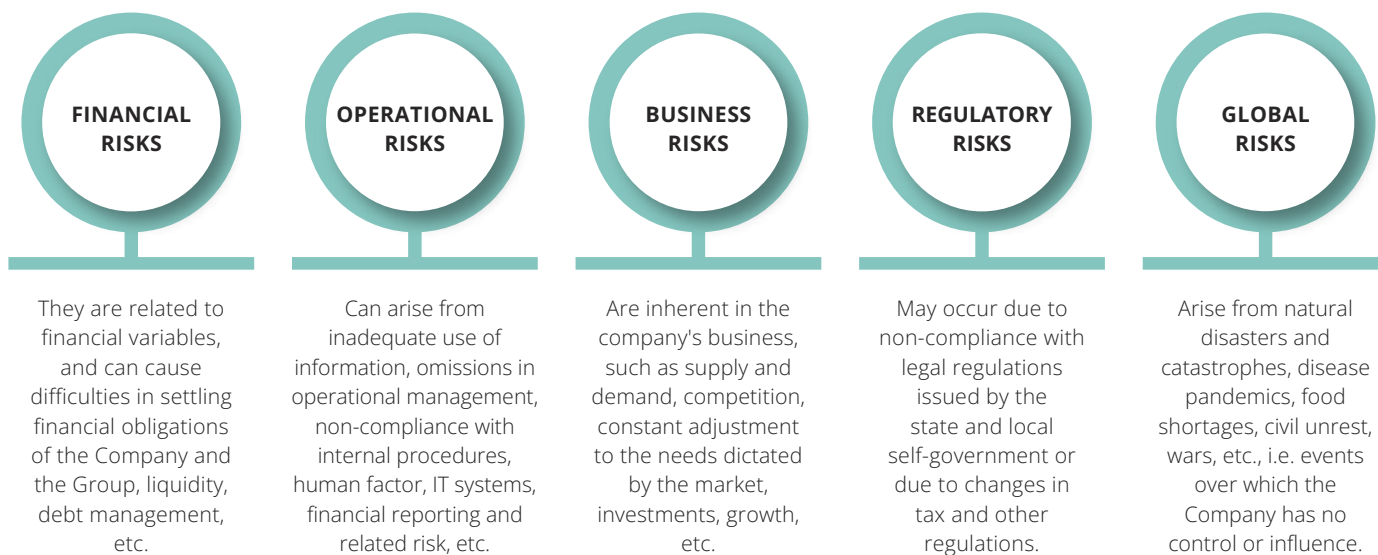 FINANCIAL
RISKS
They are related to
financial variables,
and can cause
difficulties in settling
financial obligations
of the Company and
the Group, liquidity,
debt management,
etc.
OPERATIONAL
RISKS
Can arise from
inadequate use of
information, omissions in
operational management,
non-compliance with
internal procedures,
human factor, IT systems,
financial reporting and
related risk, etc.
BUSINESS
RISKS
Are inherent in the
company's business,
such as supply and
demand, competition,
constant adjustment
to the needs dictated
by the market,
investments, growth,
etc.
REGULATORY
RISKS
May occur due to
non-compliance with
legal regulations
issued by the
state and local
self-government or
due to changes in
tax and other
regulations.
GLOBAL
RISKS
Arise from natural
disasters and
catastrophes, disease
pandemics, food
shortages, civil unrest,
wars, etc., i.e. events
over which the
Company has no
control or influence.